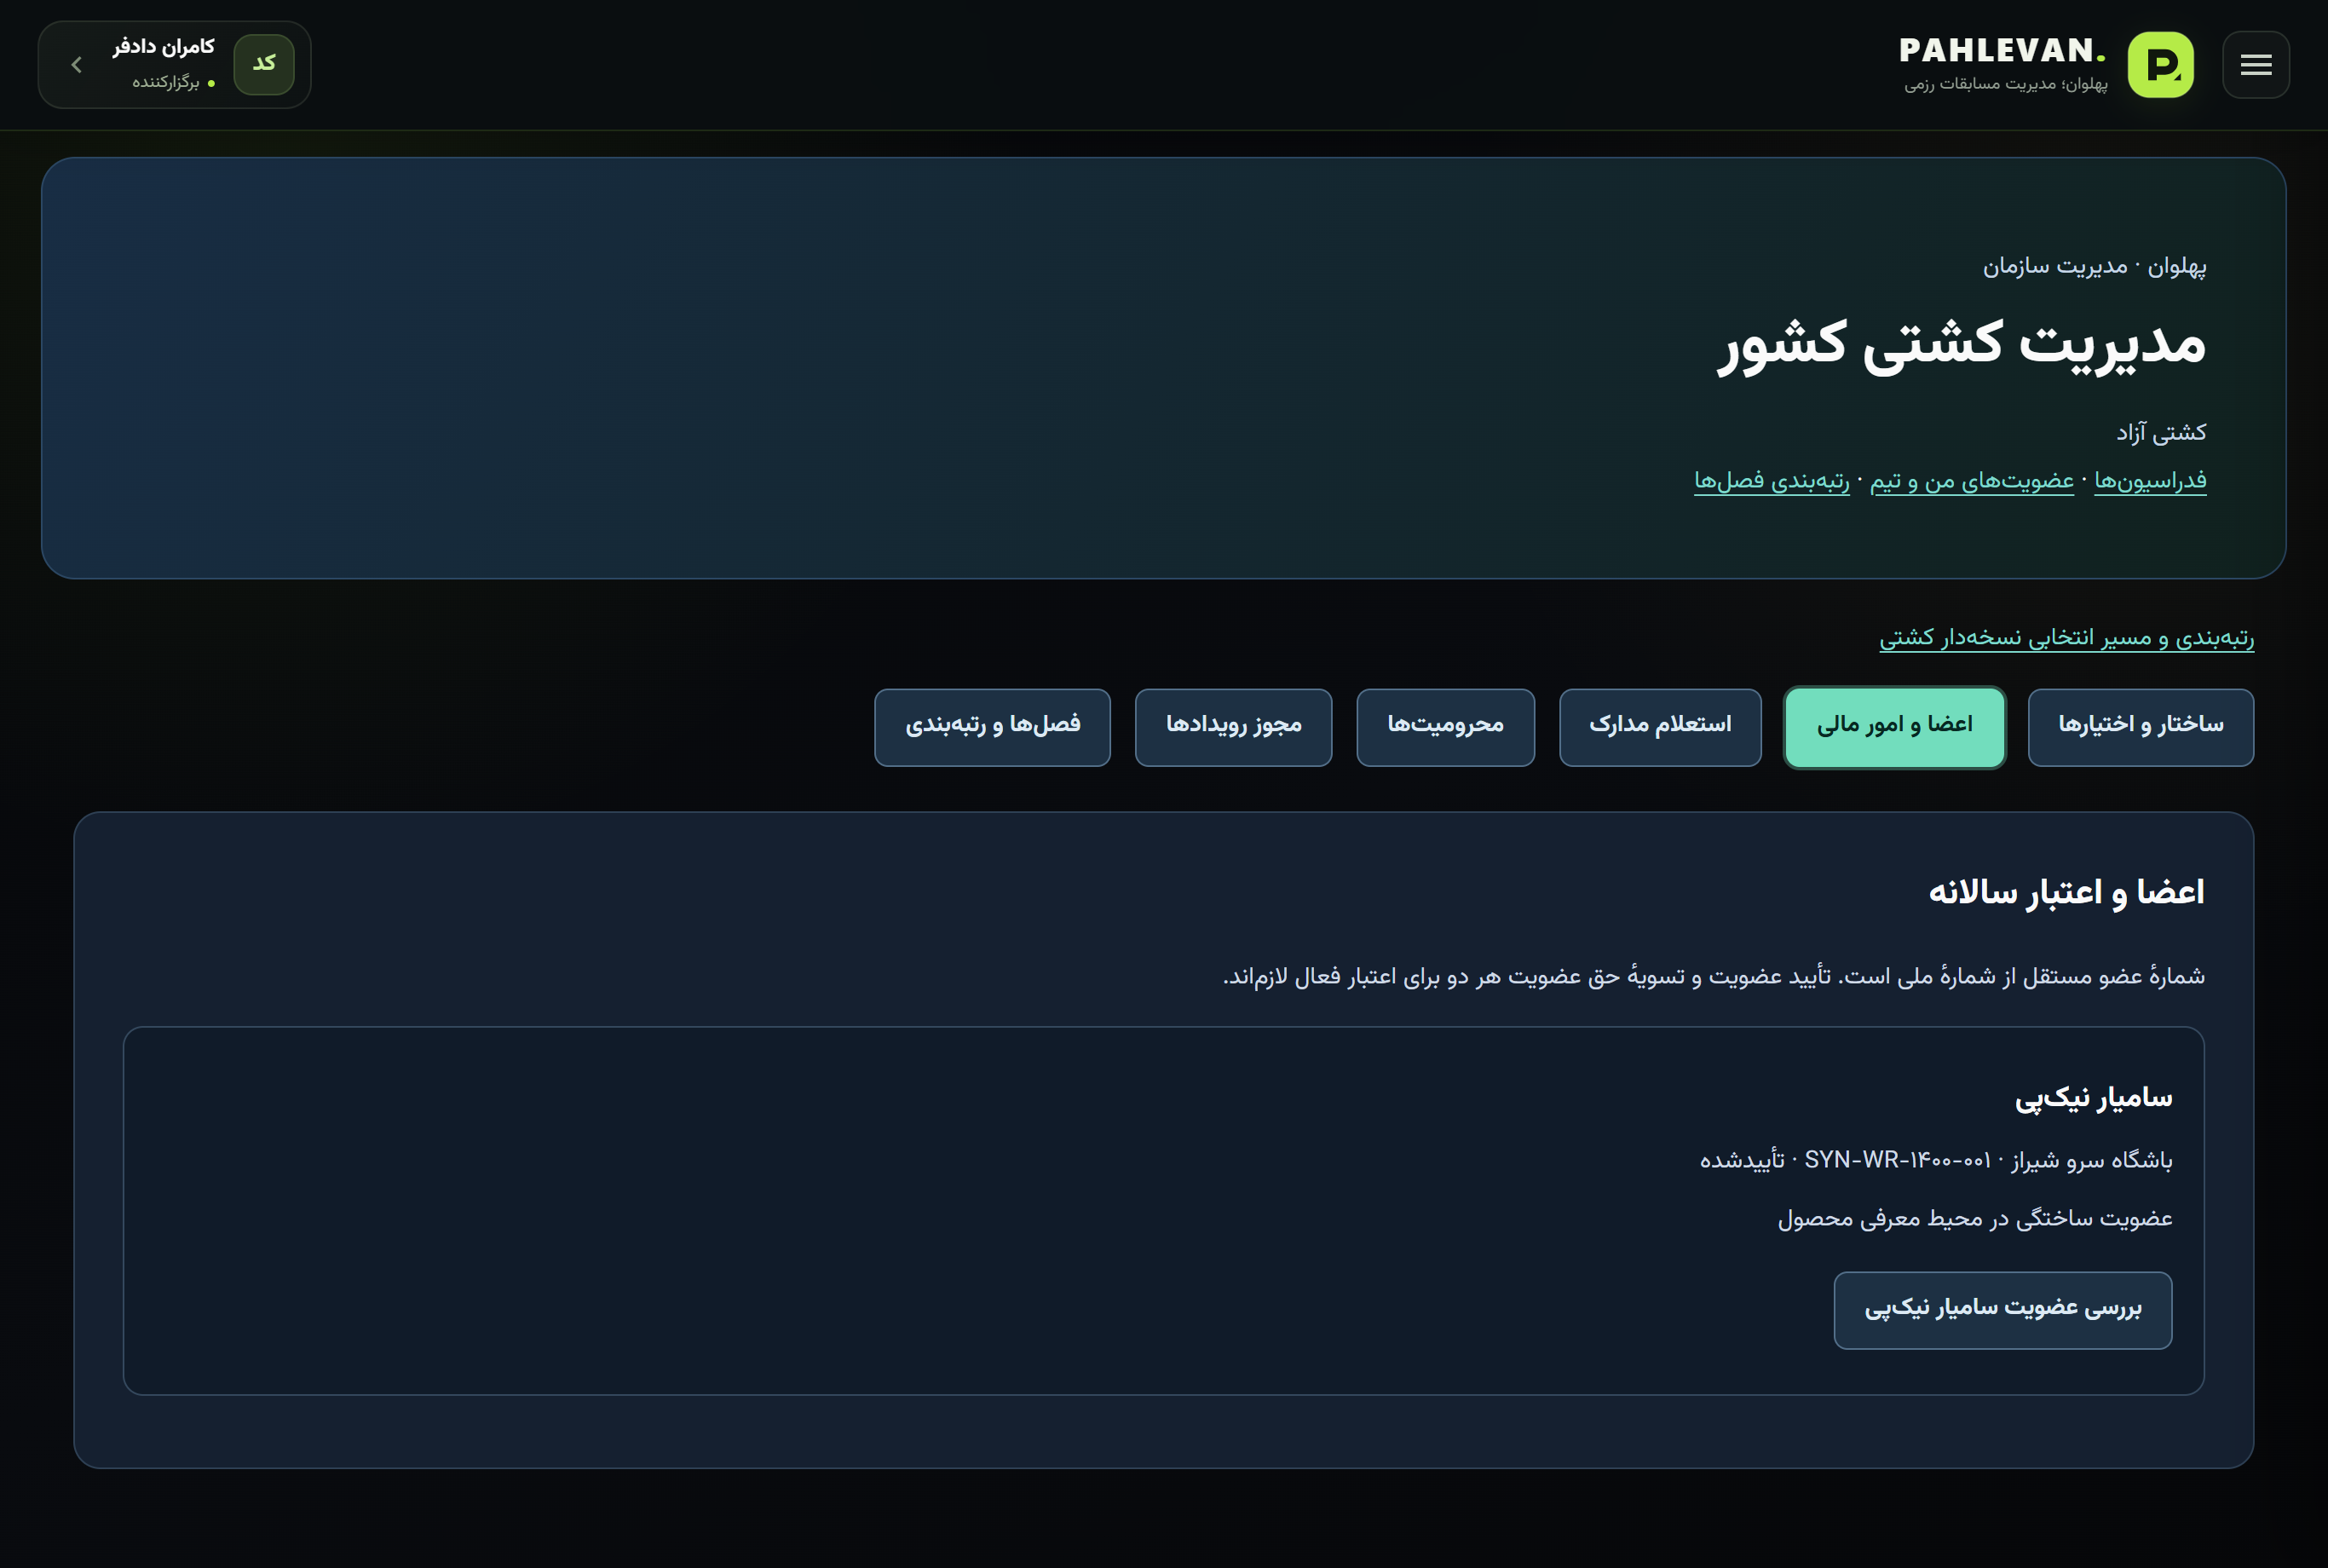 PAHLEVAN.
پهلوان؛ مدیریت مسابقات رزمی
کد
کامران دادفر
برگزارکننده
پهلوان · مدیریت سازمان
مدیریت کشتی کشور
کشتی آزاد
فدراسیون‌ها · عضویت‌های من و تیم · رتبه‌بندی فصل‌ها
رتبه‌بندی و مسیر انتخابی نسخه‌دار کشتی
ساختار و اختیارها
اعضا و امور مالی
استعلام مدارک
محرومیت‌ها
مجوز رویدادها
فصل‌ها و رتبه‌بندی
اعضا و اعتبار سالانه
شمارهٔ عضو مستقل از شمارهٔ ملی است. تأیید عضویت و تسویهٔ حق عضویت هر دو برای اعتبار فعال لازم‌اند.
سامیار نیک‌پی
باشگاه سرو شیراز · SYN-WR-۱۴۰۰-۰۰۱ · تأییدشده
عضویت ساختگی در محیط معرفی محصول
بررسی عضویت سامیار نیک‌پی